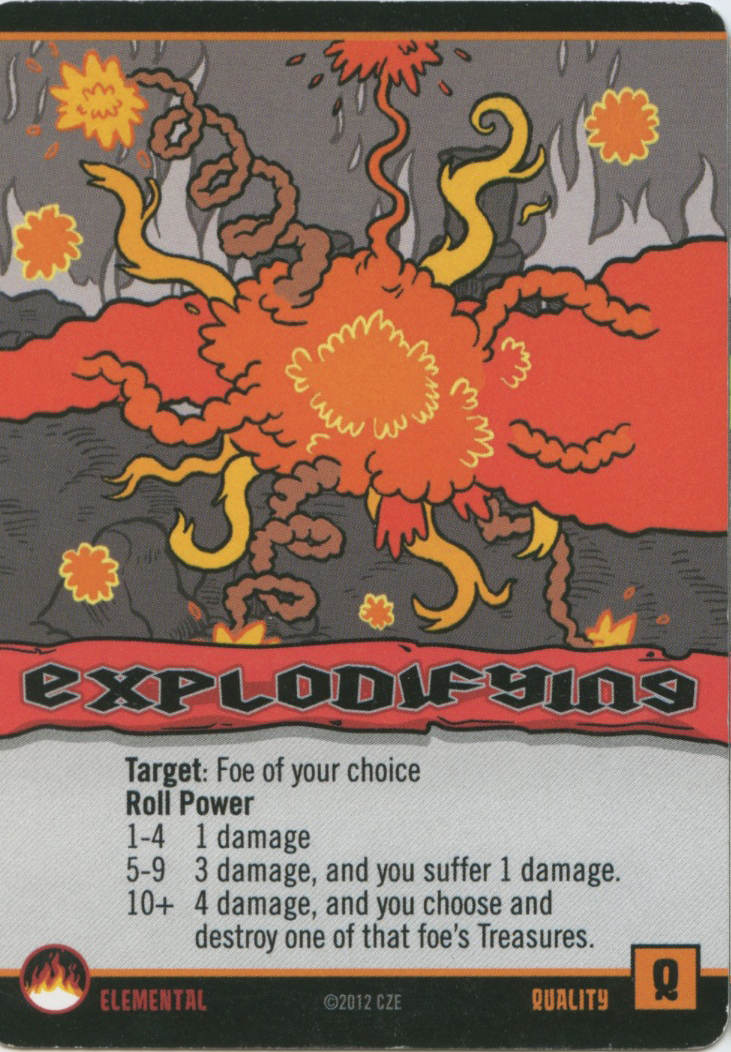 EXPLODIFYING
Target: Foe of your choice
Roll Power
1-4 1 damage
5-9 3 damage, and you suffer 1 damage.
10+ 4 damage, and you choose and
destroy one of that foe's Treasures.
ELEMENTAL ©2012 CZE QUALITY Q